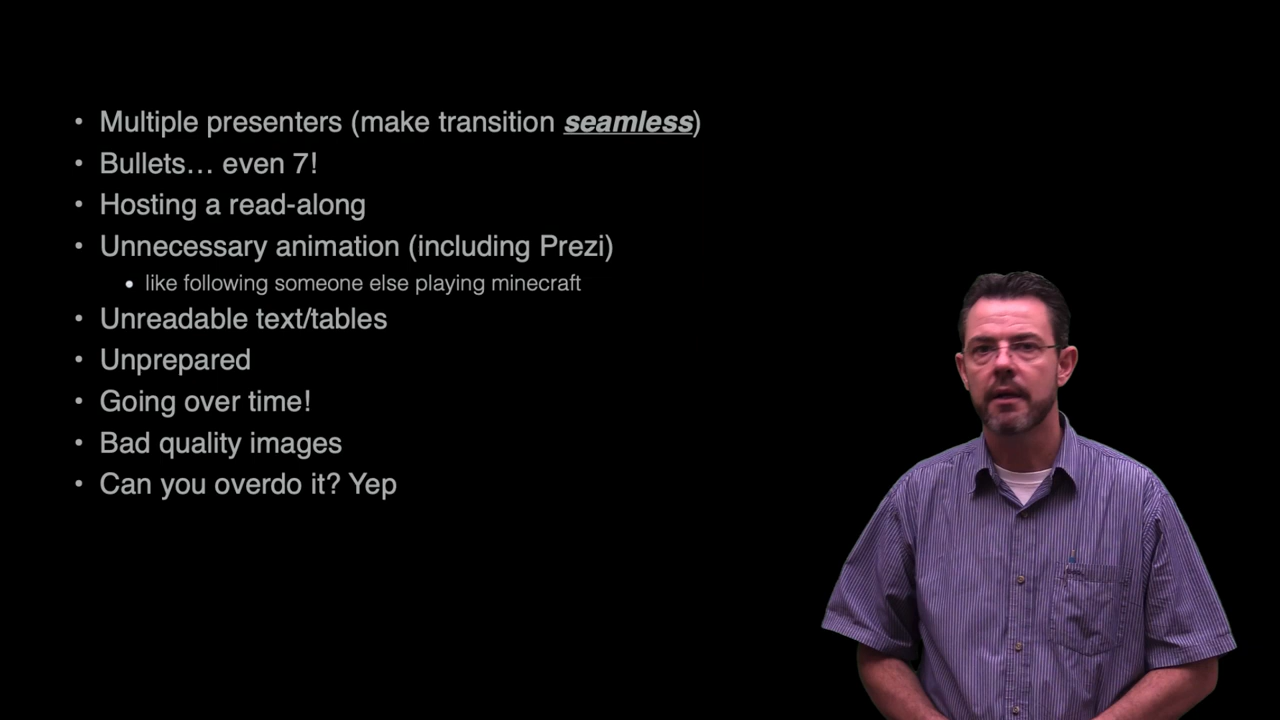 • Multiple presenters (make transition seamless)
• Bullets… even 7!
• Hosting a read-along
• Unnecessary animation (including Prezi)
• like following someone else playing minecraft
• Unreadable text/tables
• Unprepared
• Going over time!
• Bad quality images
• Can you overdo it? Yep